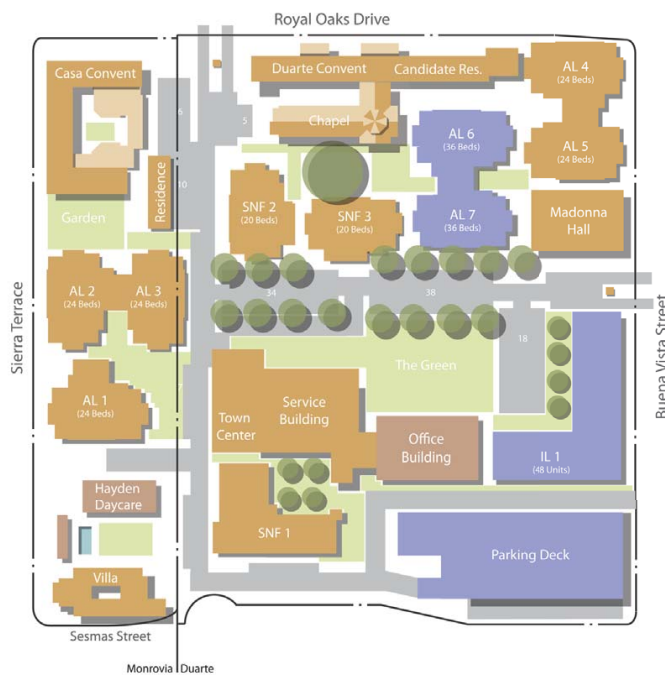 Royal Oaks Drive
Casa Convent
Duarte Convent
Candidate Res.
AL 4
(24 Beds)
6
5
Chapel
AL 6
(36 Beds)
AL 5
(24 Beds)
Residence
10
Garden
SNF 2
(20 Beds)
SNF 3
(20 Beds)
AL 7
(36 Beds)
Madonna
Hall
AL 2
(24 Beds)
AL 3
(24 Beds)
34
38
18
Sierra Terrace
Buena Vista Street
The Green
AL 1
(24 Beds)
7
Town
Center
Service
Building
Office
Building
IL 1
(48 Units)
Hayden
Daycare
SNF 1
Parking Deck
Villa
Sesmas Street
Monrovia
Duarte